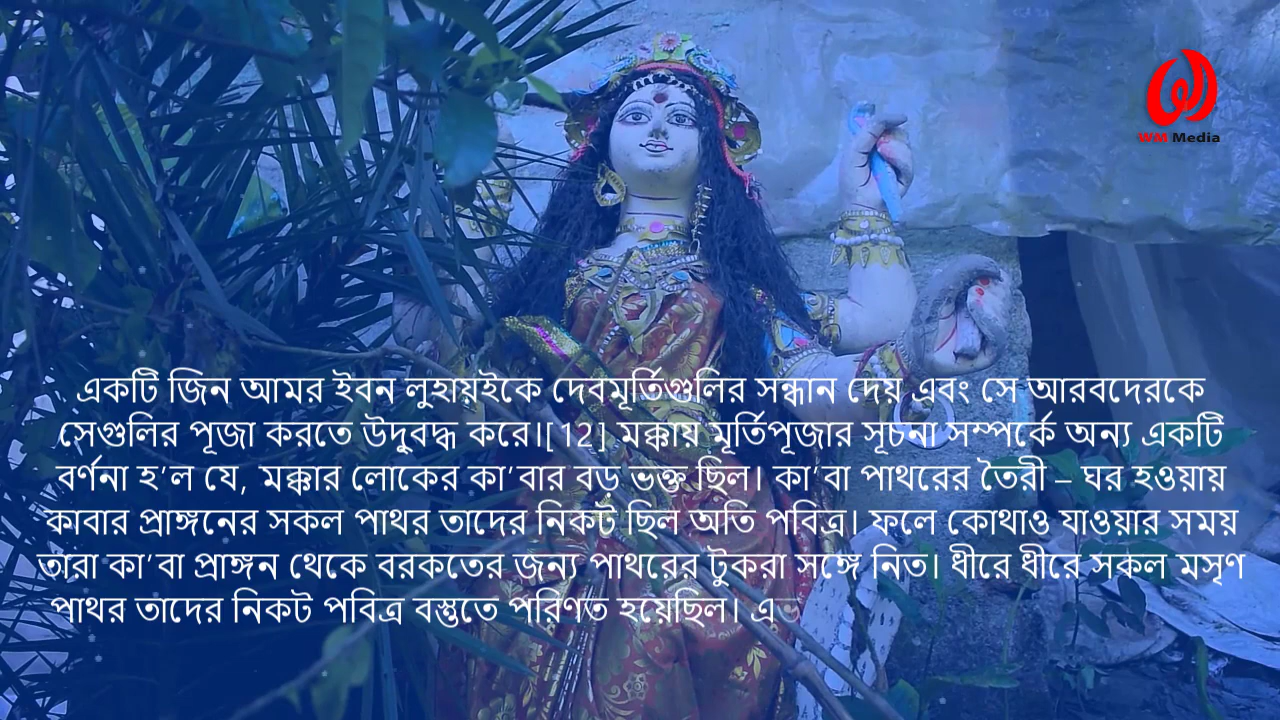 WM Media
একটি জিন আমর ইবন লুহায়ইকে দেবমূর্তিগুলির সন্ধান দেয় এবং সে আরবদেরকে
সেগুলির পূজা করতে উদ্বুবদ্ধ করে।[12] মক্কায় মূর্তিপূজার সূচনা সম্পর্কে অন্য একটি
বর্ণনা হ’ল যে, মক্কার লোকের কা’বার বড় ভক্ত ছিল। কা’বা পাথরের তৈরী – ঘর হওয়ায়
কাবার প্রাঙ্গনের সকল পাথর তাদের নিকট ছিল অতি পবিত্র। ফলে কোথাও যাওয়ার সময়
তারা কা’বা প্রাঙ্গন থেকে বরকতের জন্য পাথরের টুকরা সঙ্গে নিত। ধীরে ধীরে সকল মসৃণ
পাথর তাদের নিকট পবিত্র বস্তুতে পরিণত হয়েছিল। এ